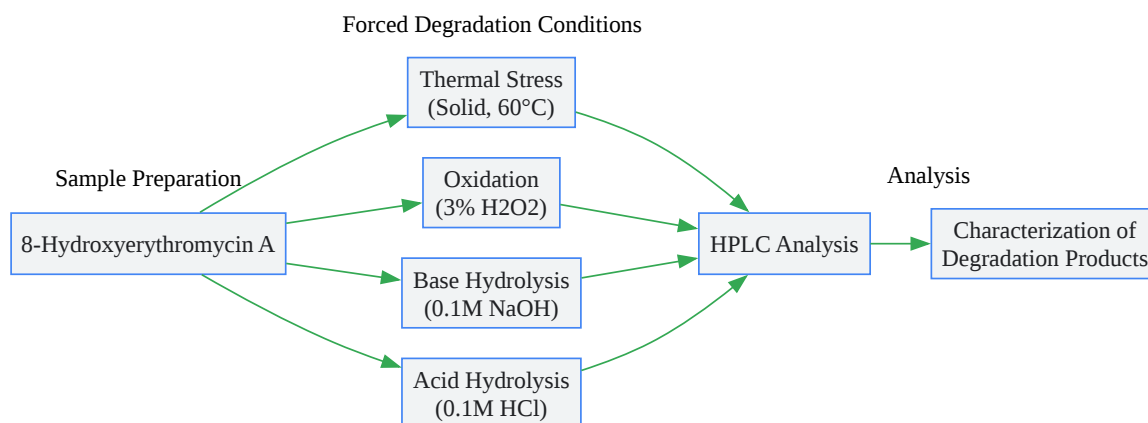 Forced Degradation Conditions
Thermal Stress
(Solid, 60°C)
Sample Preparation
Oxidation
(3% H2O2)
Analysis
8-Hydroxyerythromycin A
HPLC Analysis
Characterization of
Degradation Products
Base Hydrolysis
(0.1M NaOH)
Acid Hydrolysis
(0.1M HCl)